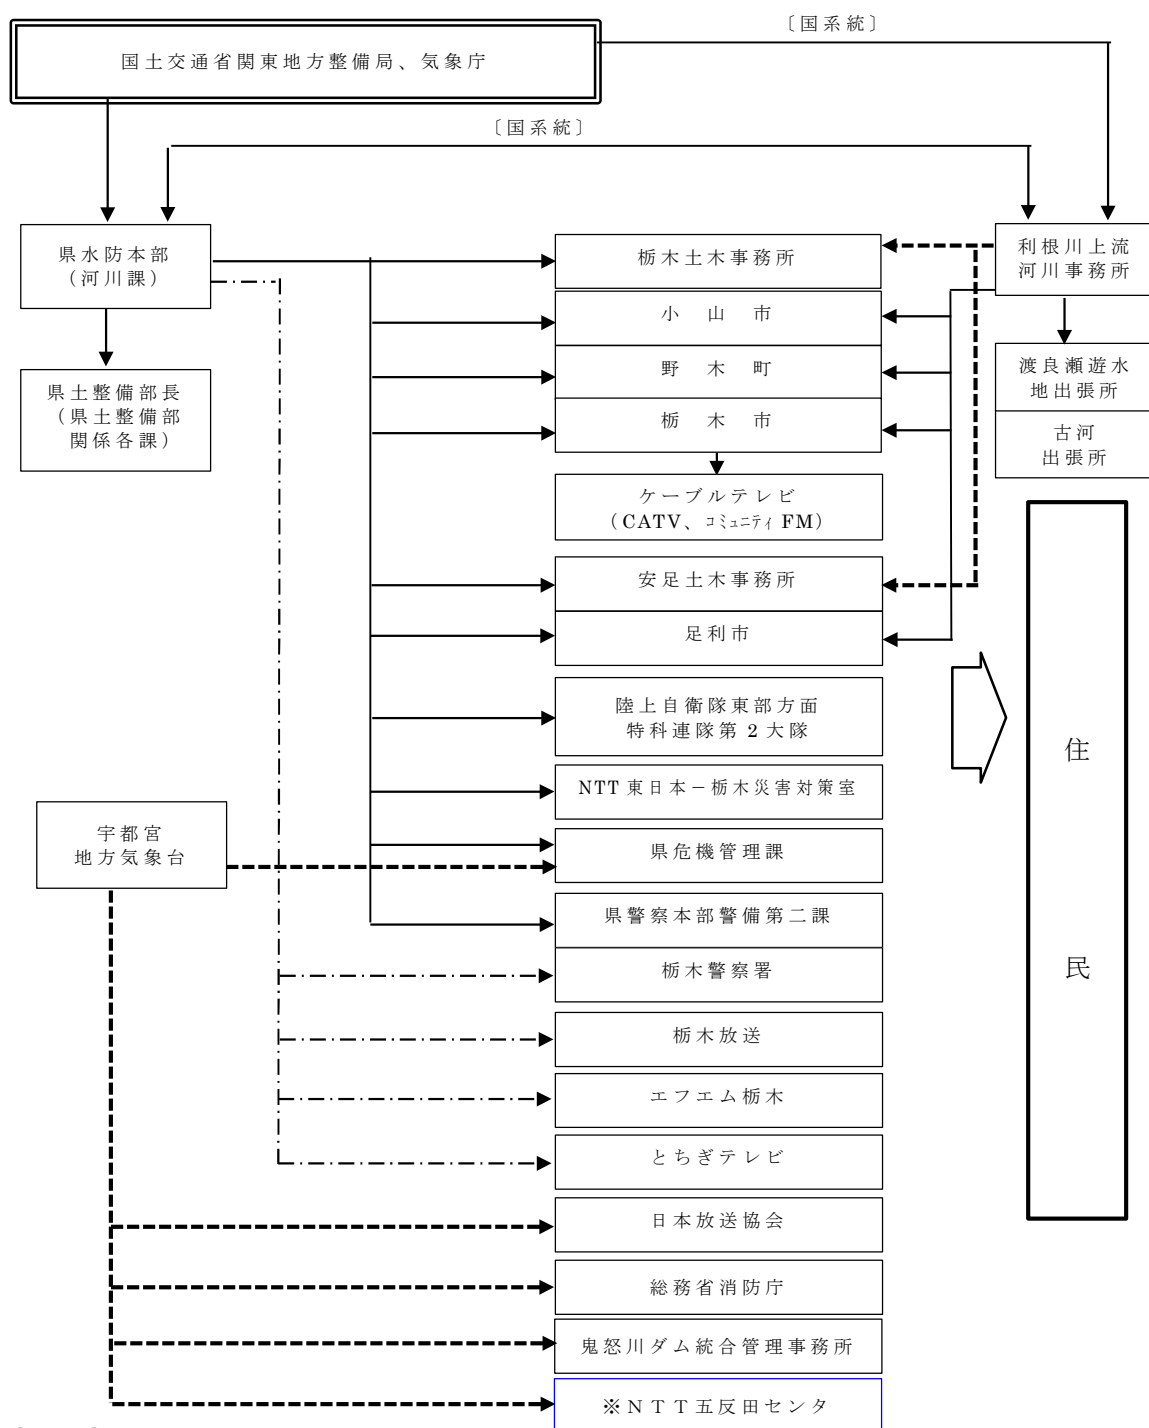 〔国系統〕
国土交通省関東地方整備局、気象庁
〔国系統〕
県水防本部
（河川課）
栃木土木事務所
利根川上流
河川事務所
小　山　市
県土整備部長
（県土整備部
関係各課）
野　木　町
渡良瀬遊水
地出張所
栃　木　市
古河
出張所
ケーブルテレビ
（CATV、コミュニティFM）
安足土木事務所
足利市
陸上自衛隊東部方面
特科連隊第2大隊
住
民
NTT東日本－栃木災害対策室
宇都宮
地方気象台
県危機管理課
県警察本部警備第二課
栃木警察署
栃木放送
エフエム栃木
とちぎテレビ
日本放送協会
総務省消防庁
鬼怒川ダム統合管理事務所
※ＮＴＴ五反田センタ